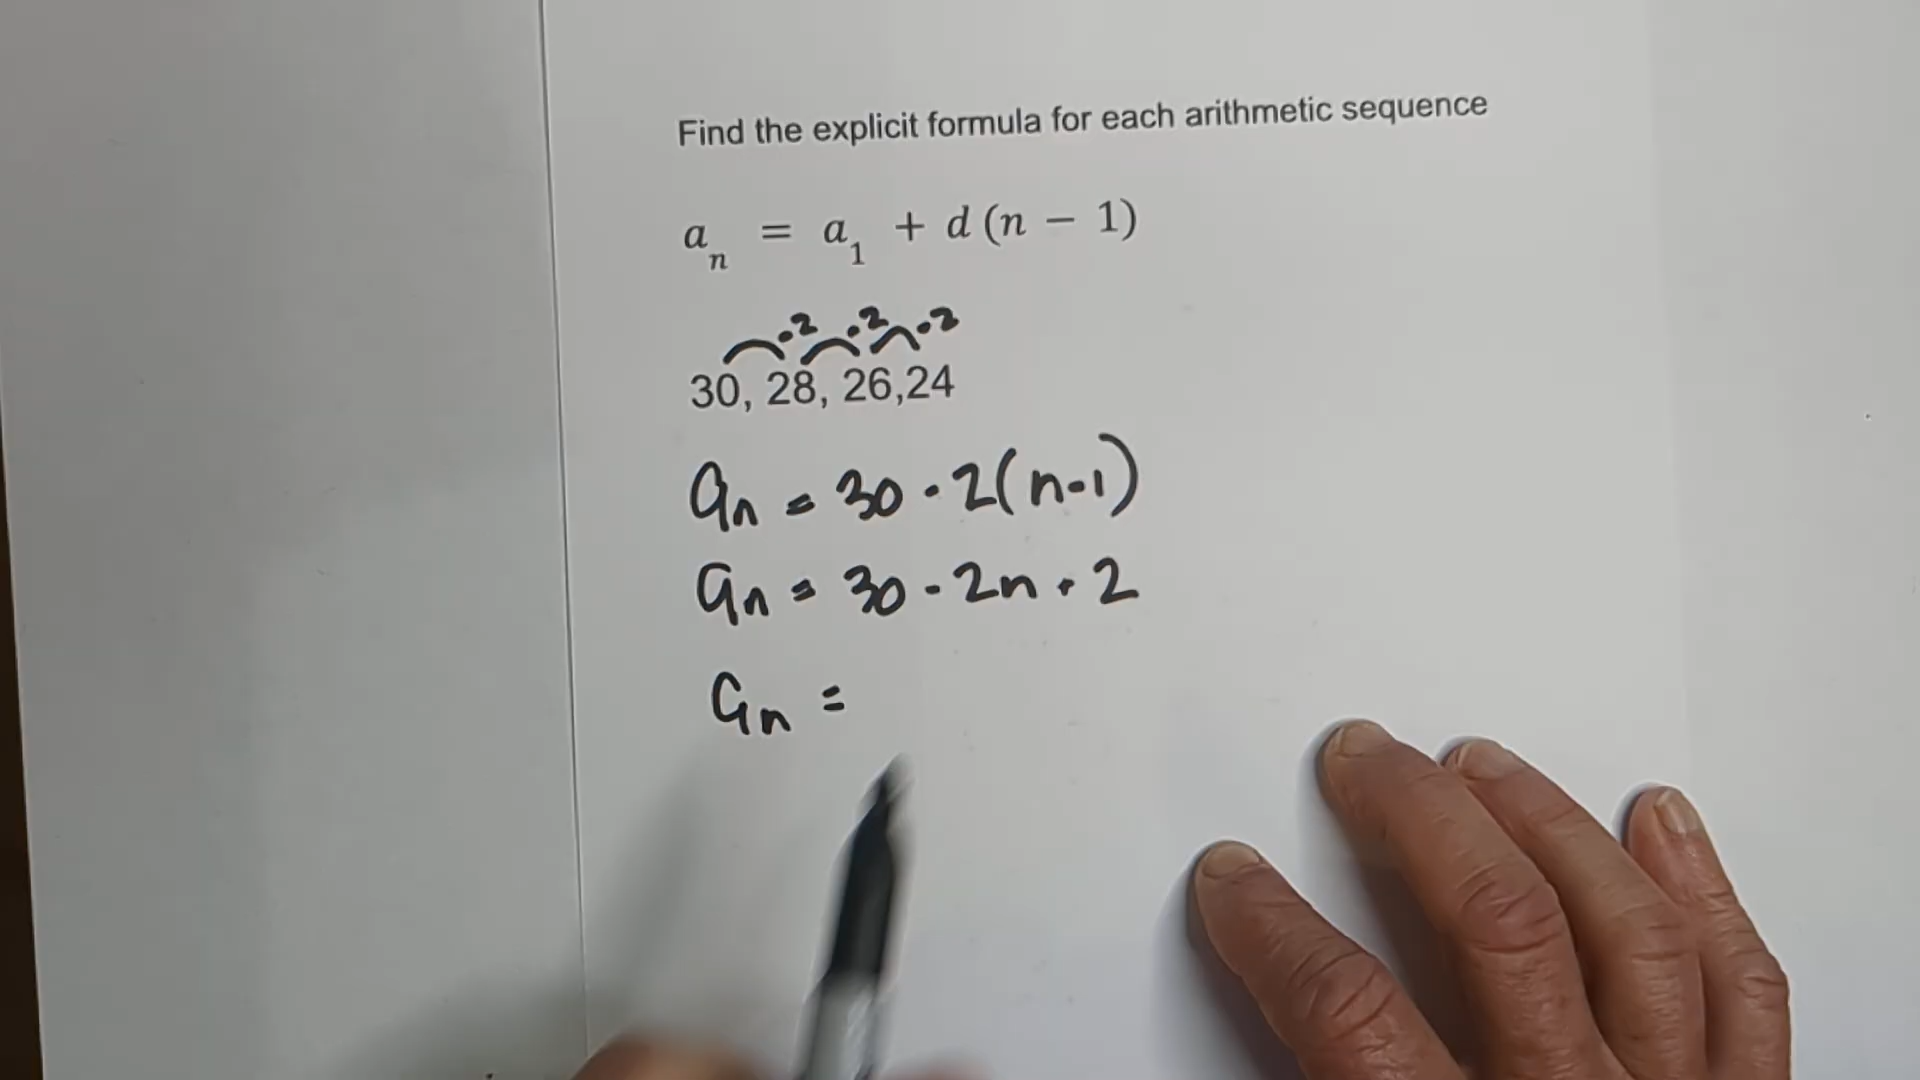 Find the explicit formula for each arithmetic sequence
aₙ = a₁ + d (n − 1)
-2 -2 -2
30, 28, 26,24
aₙ = 30 - 2(n-1)
aₙ = 30 - 2n + 2
aₙ =